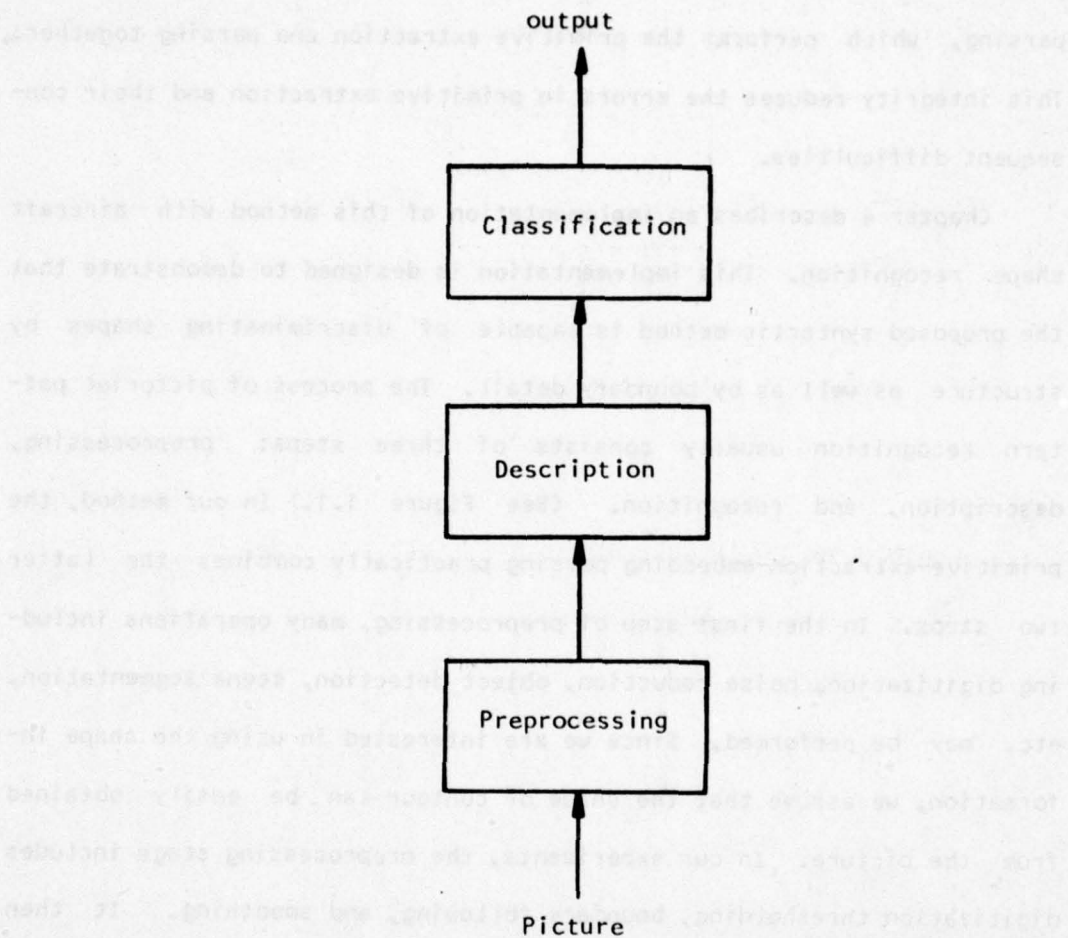 output
parsing, which performs the primitive extraction and parsing together.
This integrity reduces the errors in primitive extraction and their con-
sequent difficulties.
Chapter 4 describes an implementation of this method with aircraft
shape recognition. This implementation is designed to demonstrate that
Classification
the proposed syntactic method is capable of discriminating shapes by
structure as well as by boundary detail. The process of pictorial pat-
tern recognition usually consists of three steps: preprocessing,
Description
description, and recognition. (See Figure 1.1.) In our method, the
primitive-extraction-embedding parsing practically combines the latter
two steps. In the first step of preprocessing, many operations includ-
ing digitization, noise reduction, object detection, scene segmentation,
Preprocessing
etc. may be performed. Since we are interested in using the shape in-
formation, we assume that the of contour can be easily obtained
from the picture. In our experiments, the preprocessing stage includes
digitization thresholding, boundary following, and smoothing. It then
Picture